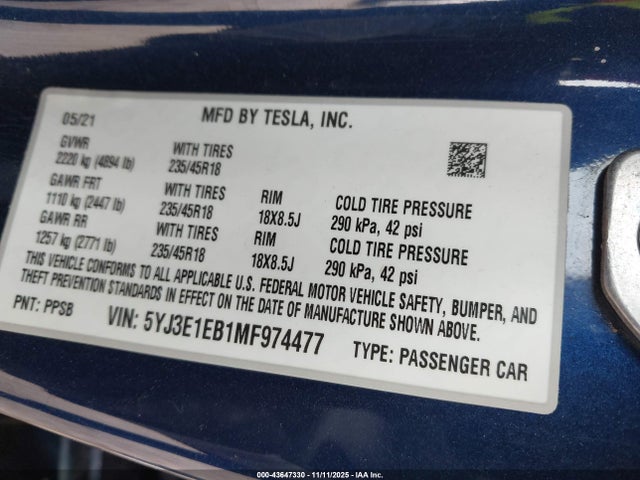 05/21 MFD BY TESLA, INC.
GVWR WITH TIRES
2220 kg (4894 lb) 235/45R18
GAWR FRT WITH TIRES RIM COLD TIRE PRESSURE
1110 kg (2447 lb) 235/45R18 18X8.5J 290 kPa, 42 psi
GAWR RR WITH TIRES RIM COLD TIRE PRESSURE
1257 kg (2771 lb) 235/45R18 18X8.5J 290 kPa, 42 psi
THIS VEHICLE CONFORMS TO ALL APPLICABLE U.S. FEDERAL MOTOR VEHICLE SAFETY, BUMPER, AND
THEFT PREVENTION STANDARDS IN EFFECT ON THE DATE OF MANUFACTURE SHOWN ABOVE.
PNT: PPSB VIN: 5YJ3E1EB1MF974477 TYPE: PASSENGER CAR
000-43647330 - 11/11/2025 - IAA Inc.